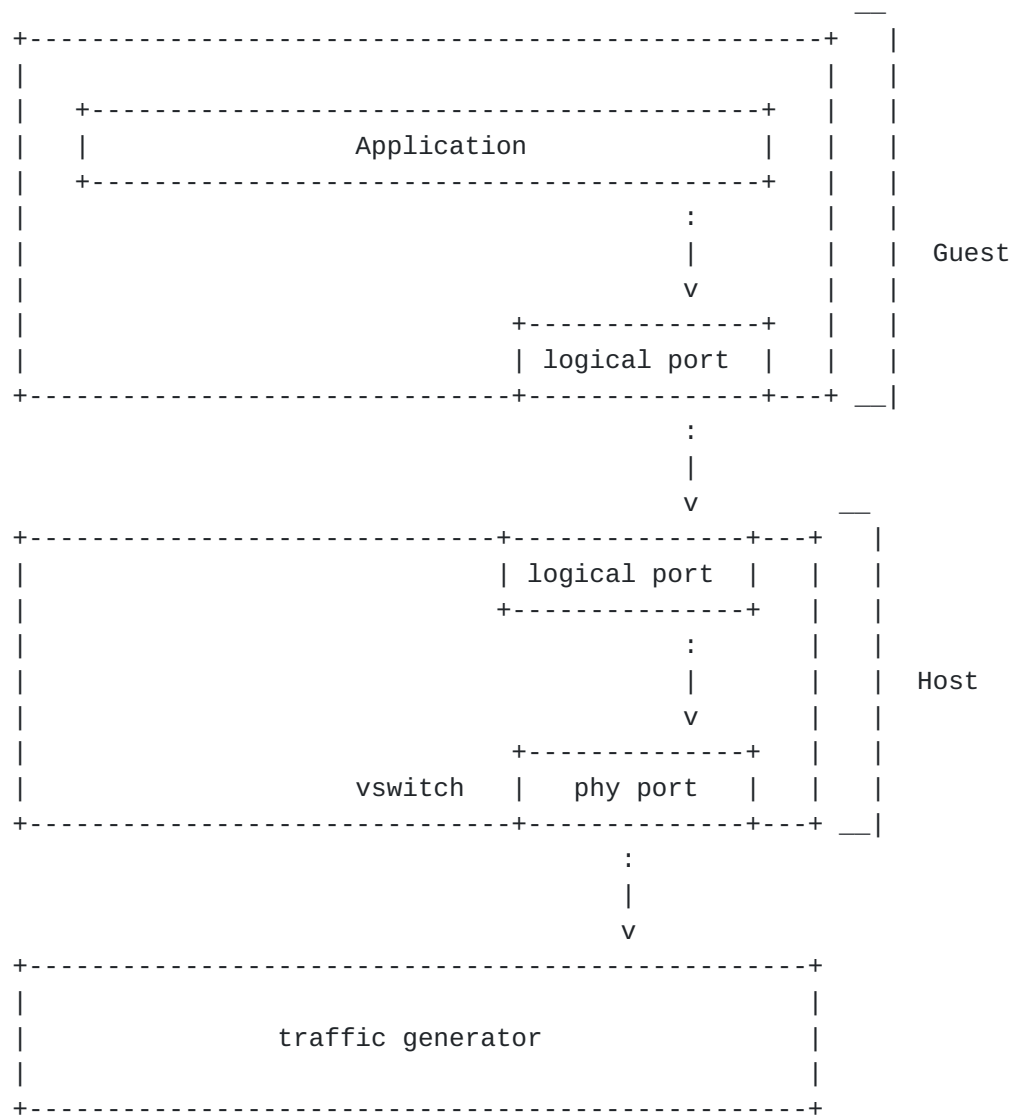 Application
Guest
logical port
logical port
Host
vswitch phy port
traffic generator